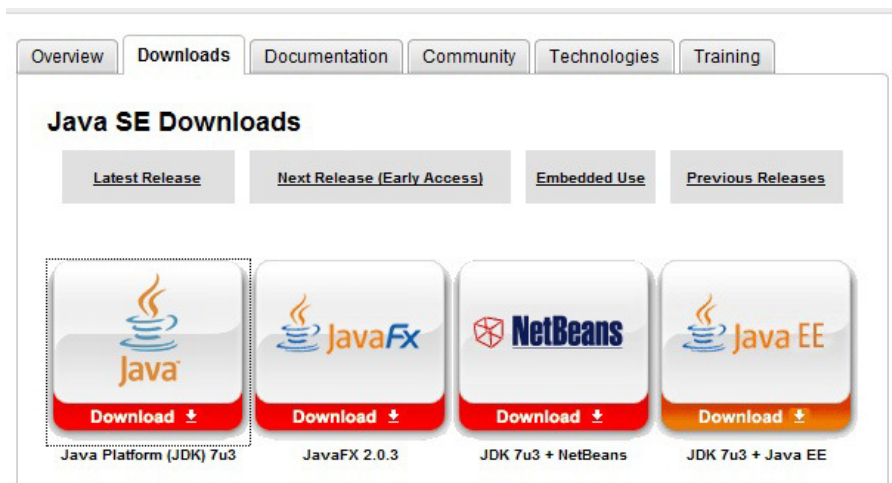 Overview Downloads Documentation Community Technologies Training
Java SE Downloads
Latest Release Next Release (Early Access) Embedded Use Previous Releases
Java™ JavaFX NetBeans Java EE
Download Download Download Download
Java Platform (JDK) 7u3 JavaFX 2.0.3 JDK 7u3 + NetBeans JDK 7u3 + Java EE